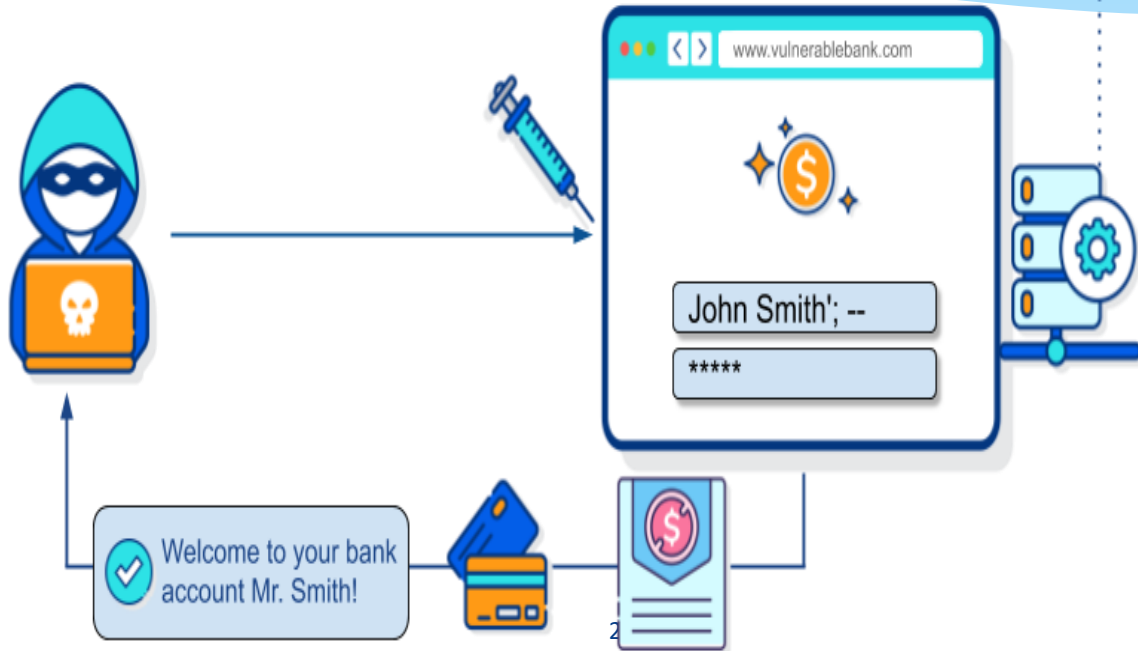 www.vulnerablebank.com
$
John Smith'; --
*****
$
Welcome to your bank
account Mr. Smith!
2